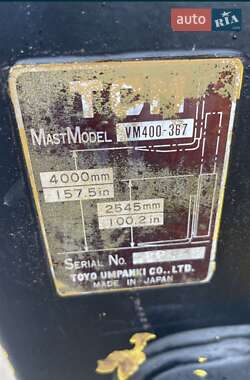 AUTO RIA
TCM
MAST MODEL VM400-367
4000mm
157.5in
2545mm
100.2in
SERIAL No.
TOYO UMPANKI CO., LTD.
MADE IN JAPAN